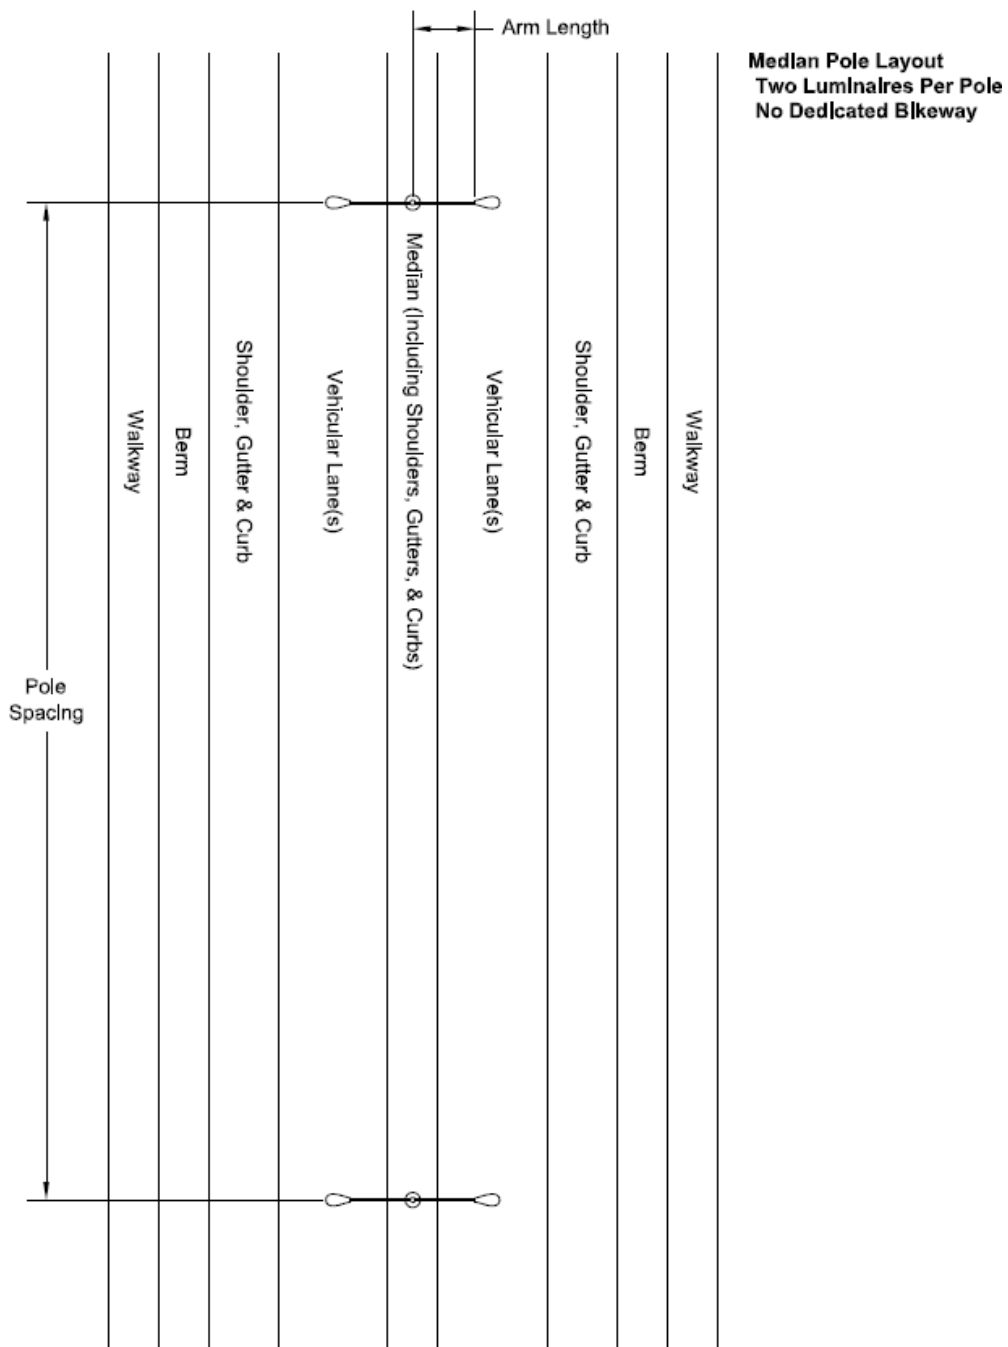 Arm Length
Median Pole Layout
Two Luminaires Per Pole
No Dedicated Bikeway
Walkway
Berm
Shoulder, Gutter & Curb
Vehicular Lane(s)
Median (Including Shoulders, Gutters, & Curbs)
Vehicular Lane(s)
Shoulder, Gutter & Curb
Berm
Walkway
Pole
Spacing